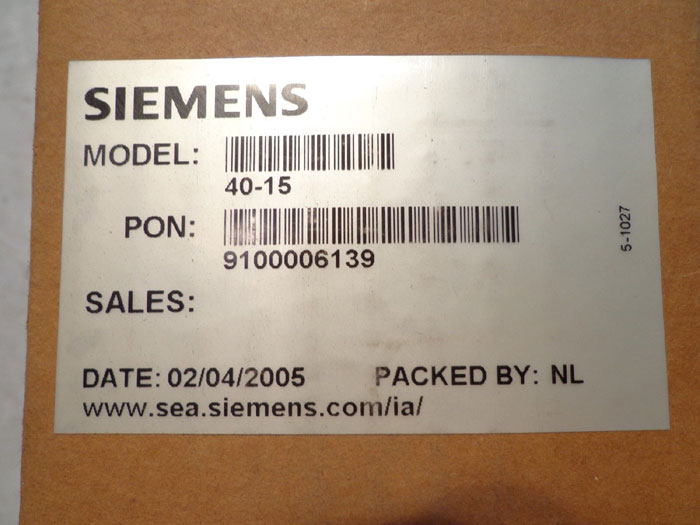 SIEMENS
MODEL:
40-15
PON:
9100006139
5-1027
SALES:
DATE: 02/04/2005 PACKED BY: NL
www.sea.siemens.com/ia/